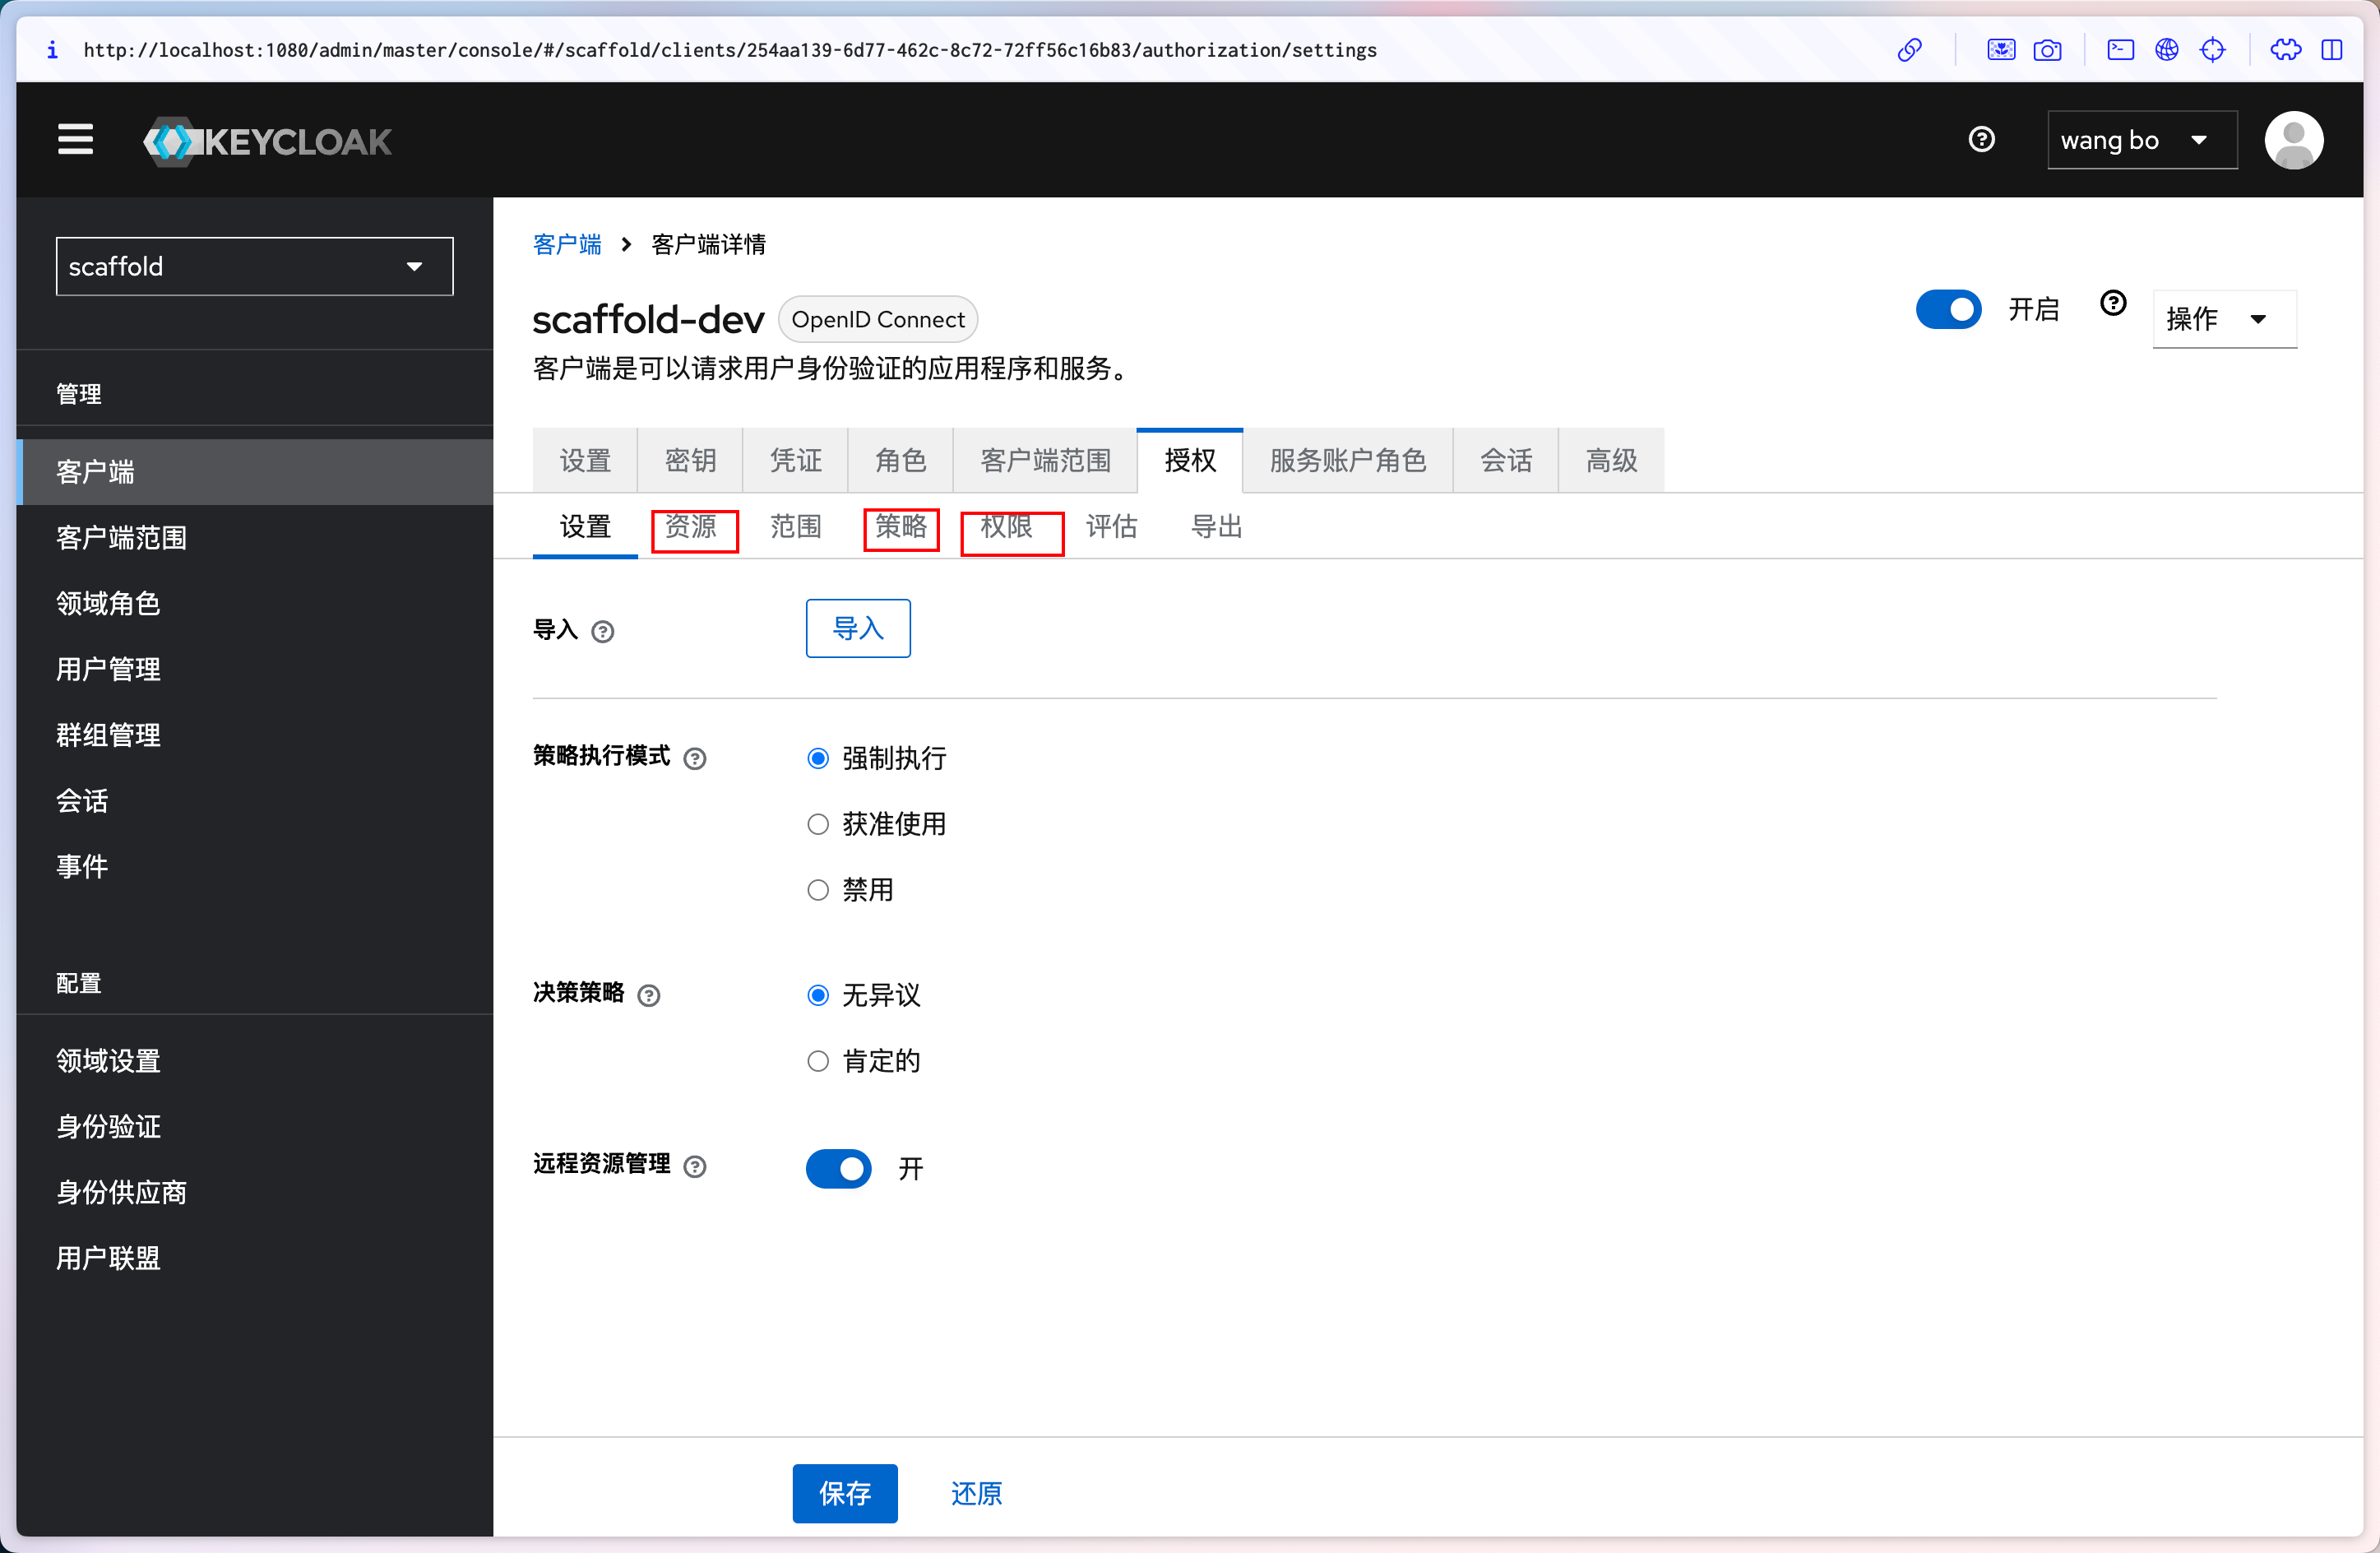 http://localhost:1080/admin/master/console/#/scaffold/clients/254aa139-6d77-462c-8c72-72ff56c16b83/authorization/settings
KEYCLOAK
wang bo
scaffold
管理
客户端
客户端范围
领域角色
用户管理
群组管理
会话
事件
配置
领域设置
身份验证
身份供应商
用户联盟
客户端 客户端详情
scaffold-dev OpenID Connect
开启 操作
客户端是可以请求用户身份验证的应用程序和服务。
设置 密钥 凭证 角色 客户端范围 授权 服务账户角色 会话 高级
设置 资源 范围 策略 权限 评估 导出
导入 导入
策略执行模式 强制执行
获准使用
禁用
决策策略 无异议
肯定的
远程资源管理 开
保存 还原